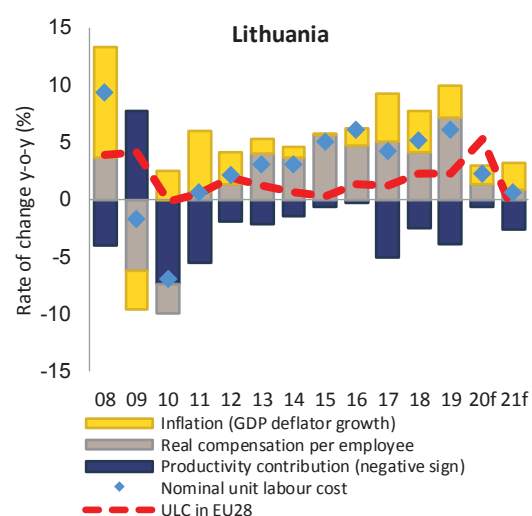 Lithuania
Rate of change y-o-y (%)
15
10
5
0
-5
-10
-15
08 09 10 11 12 13 14 15 16 17 18 19 20f 21f
Inflation (GDP deflator growth)
Real compensation per employee
Productivity contribution (negative sign)
Nominal unit labour cost
ULC in EU28